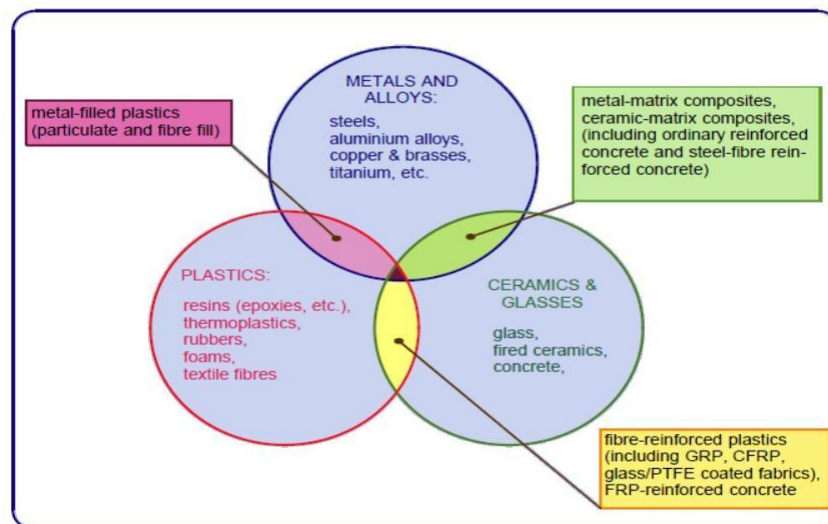 METALS AND
ALLOYS:
steels,
aluminium alloys,
copper & brasses,
titanium, etc.
metal-filled plastics
(particulate and fibre fill)
metal-matrix composites,
ceramic-matrix composites,
(including ordinary reinforced
concrete and steel-fibre rein-
forced concrete)
PLASTICS:
resins (epoxies, etc.),
thermoplastics,
rubbers,
foams,
textile fibres
CERAMICS &
GLASSES
glass,
fired ceramics,
concrete,
fibre-reinforced plastics
(including GRP, CFRP,
glass/PTFE coated fabrics),
FRP-reinforced concrete